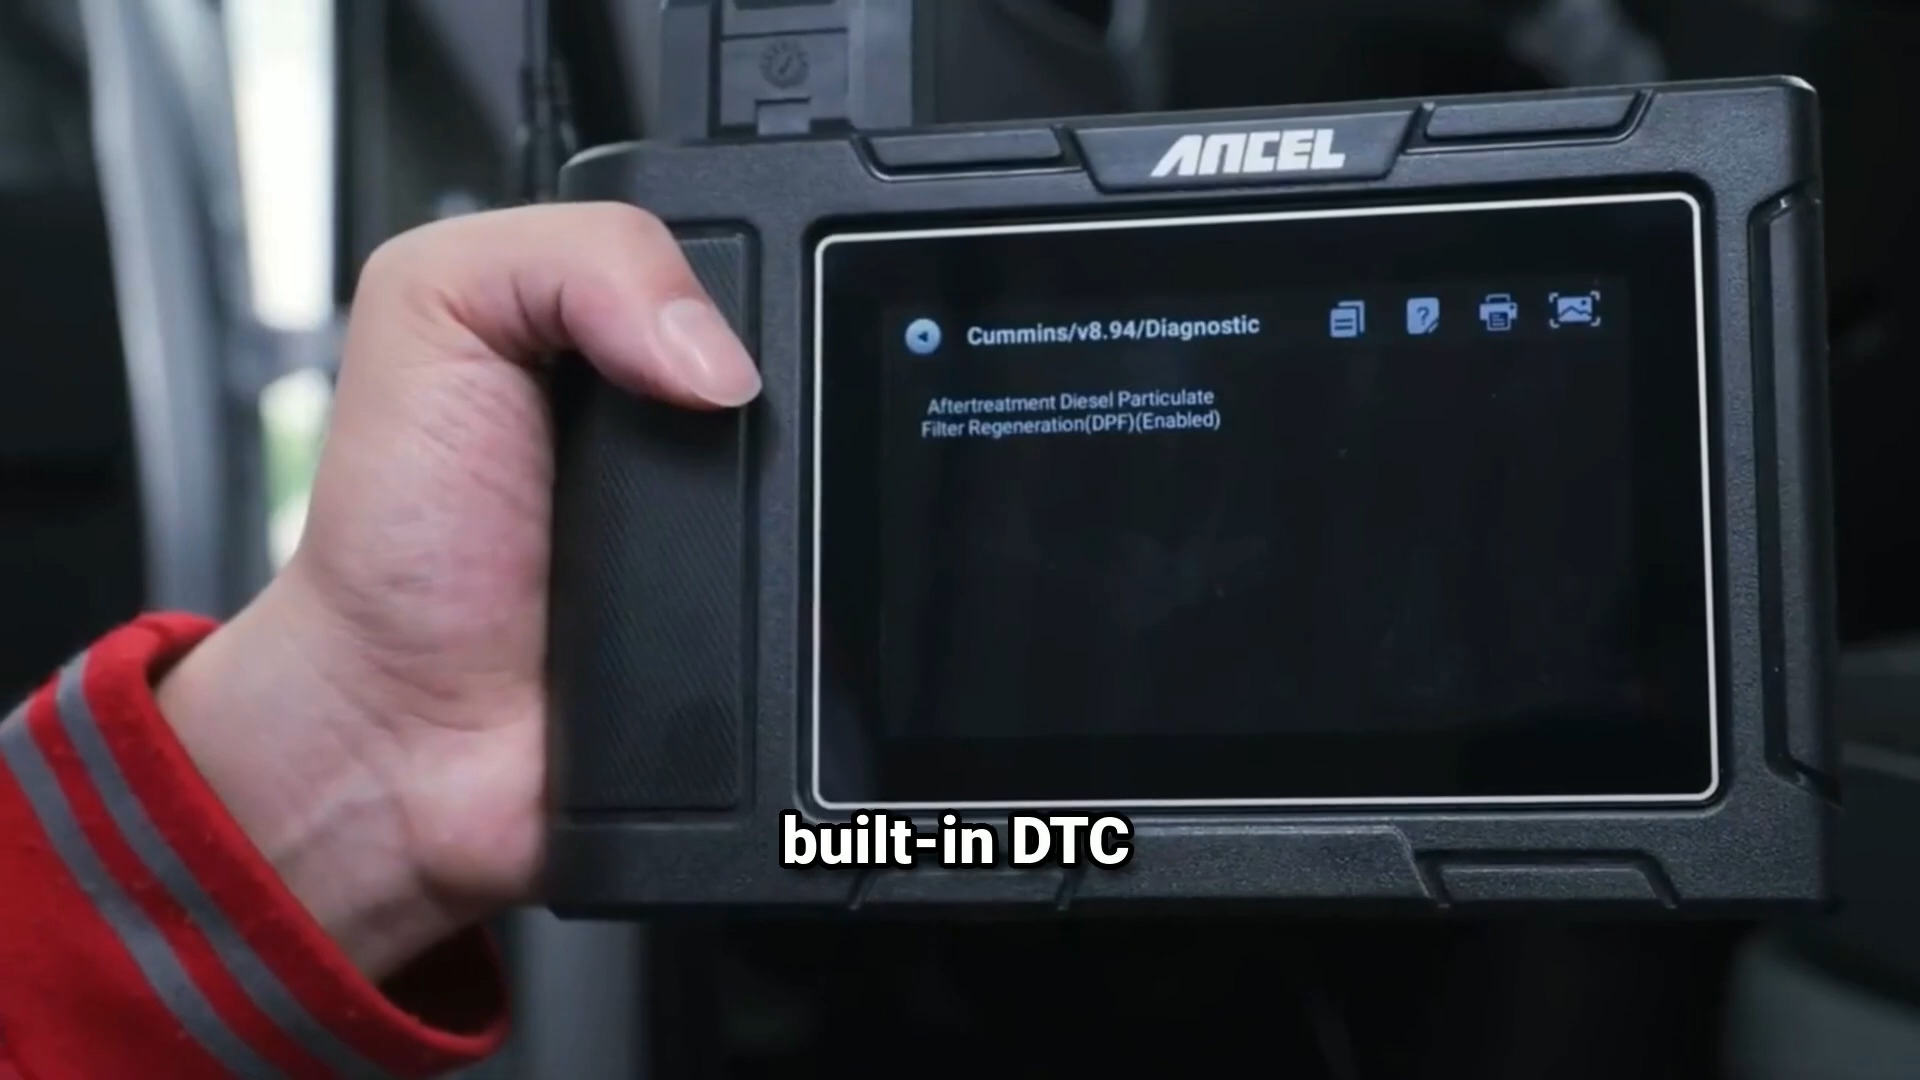 ANCEL
Cummins/v8.94/Diagnostic
Aftertreatment Diesel Particulate
Filter Regeneration(DPF)(Enabled)
built-in DTC